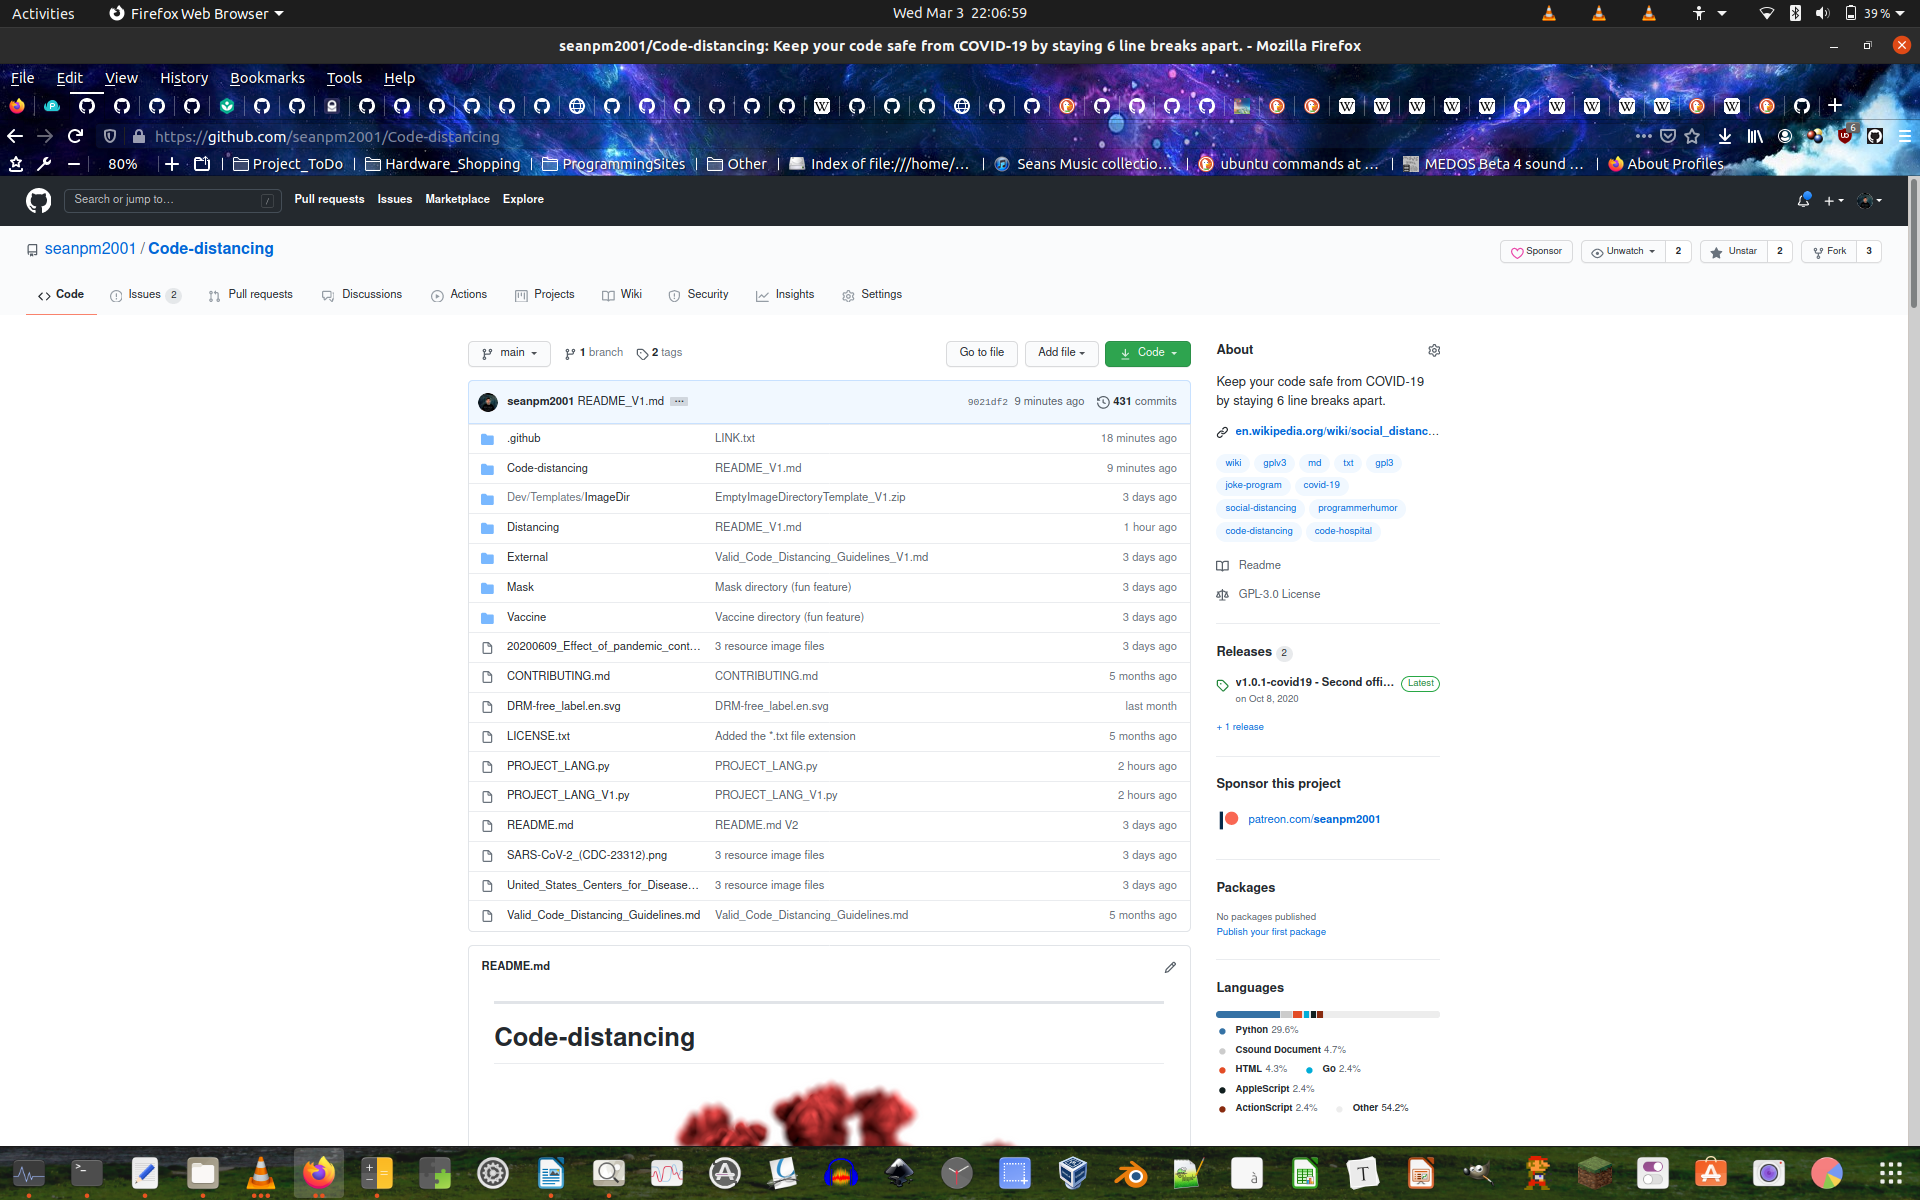 Activities Firefox Web Browser Wed Mar 3 22:06:59 39 %
seanpm2001/Code-distancing: Keep your code safe from COVID-19 by staying 6 line breaks apart. - Mozilla Firefox
File Edit View History Bookmarks Tools Help
https://github.com/seanpm2001/Code-distancing 6
80% Project_ToDo Hardware_Shopping ProgrammingSites Other Index of file:///home/... Seans Music collectio... ubuntu commands at ... MEDOS Beta 4 sound ... About Profiles
Search or jump to... / Pull requests Issues Marketplace Explore
seanpm2001 / Code-distancing Sponsor Unwatch 2 Unstar 2 Fork 3
Code Issues 2 Pull requests Discussions Actions Projects Wiki Security Insights Settings
main 1 branch 2 tags Go to file Add file Code
seanpm2001 README_V1.md ... 9021df2 9 minutes ago 431 commits
.github LINK.txt 18 minutes ago
Code-distancing README_V1.md 9 minutes ago
Dev/Templates/ImageDir EmptyImageDirectoryTemplate_V1.zip 3 days ago
Distancing README_V1.md 1 hour ago
External Valid_Code_Distancing_Guidelines_V1.md 3 days ago
Mask Mask directory (fun feature) 3 days ago
Vaccine Vaccine directory (fun feature) 3 days ago
20200609_Effect_of_pandemic_cont... 3 resource image files 3 days ago
CONTRIBUTING.md CONTRIBUTING.md 5 months ago
DRM-free_label.en.svg DRM-free_label.en.svg last month
LICENSE.txt Added the *.txt file extension 5 months ago
PROJECT_LANG.py PROJECT_LANG.py 2 hours ago
PROJECT_LANG_V1.py PROJECT_LANG_V1.py 2 hours ago
README.md README.md V2 3 days ago
SARS-CoV-2_(CDC-23312).png 3 resource image files 3 days ago
United_States_Centers_for_Disease... 3 resource image files 3 days ago
Valid_Code_Distancing_Guidelines.md Valid_Code_Distancing_Guidelines.md 5 months ago
README.md
Code-distancing
About
Keep your code safe from COVID-19
by staying 6 line breaks apart.
en.wikipedia.org/wiki/social_distanc...
wiki gplv3 md txt gpl3
joke-program covid-19
social-distancing programmerhumor
code-distancing code-hospital
Readme
GPL-3.0 License
Releases 2
v1.0.1-covid19 - Second offi... Latest
on Oct 8, 2020
+ 1 release
Sponsor this project
patreon.com/seanpm2001
Packages
No packages published
Publish your first package
Languages
Python 29.6%
Csound Document 4.7%
HTML 4.3% Go 2.4%
AppleScript 2.4%
ActionScript 2.4% Other 54.2%